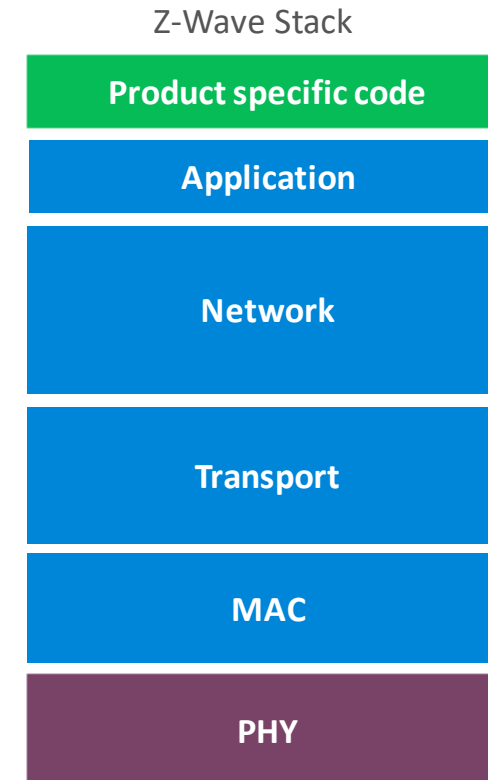 Z-Wave Stack
Product specific code
Application
Network
Transport
MAC
PHY